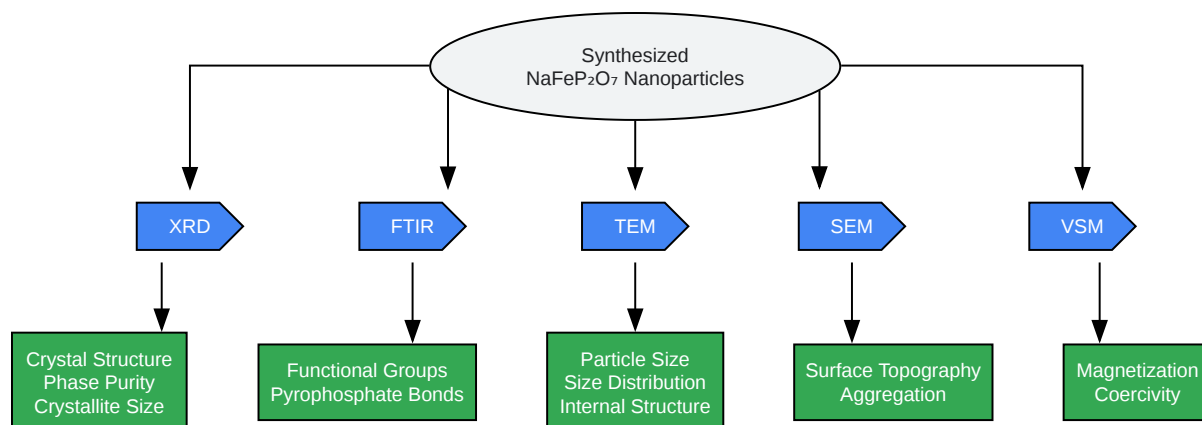 Synthesized
NaFeP₂O₇ Nanoparticles
XRD
FTIR
TEM
SEM
VSM
Crystal Structure
Phase Purity
Crystallite Size
Functional Groups
Pyrophosphate Bonds
Particle Size
Size Distribution
Internal Structure
Surface Topography
Aggregation
Magnetization
Coercivity